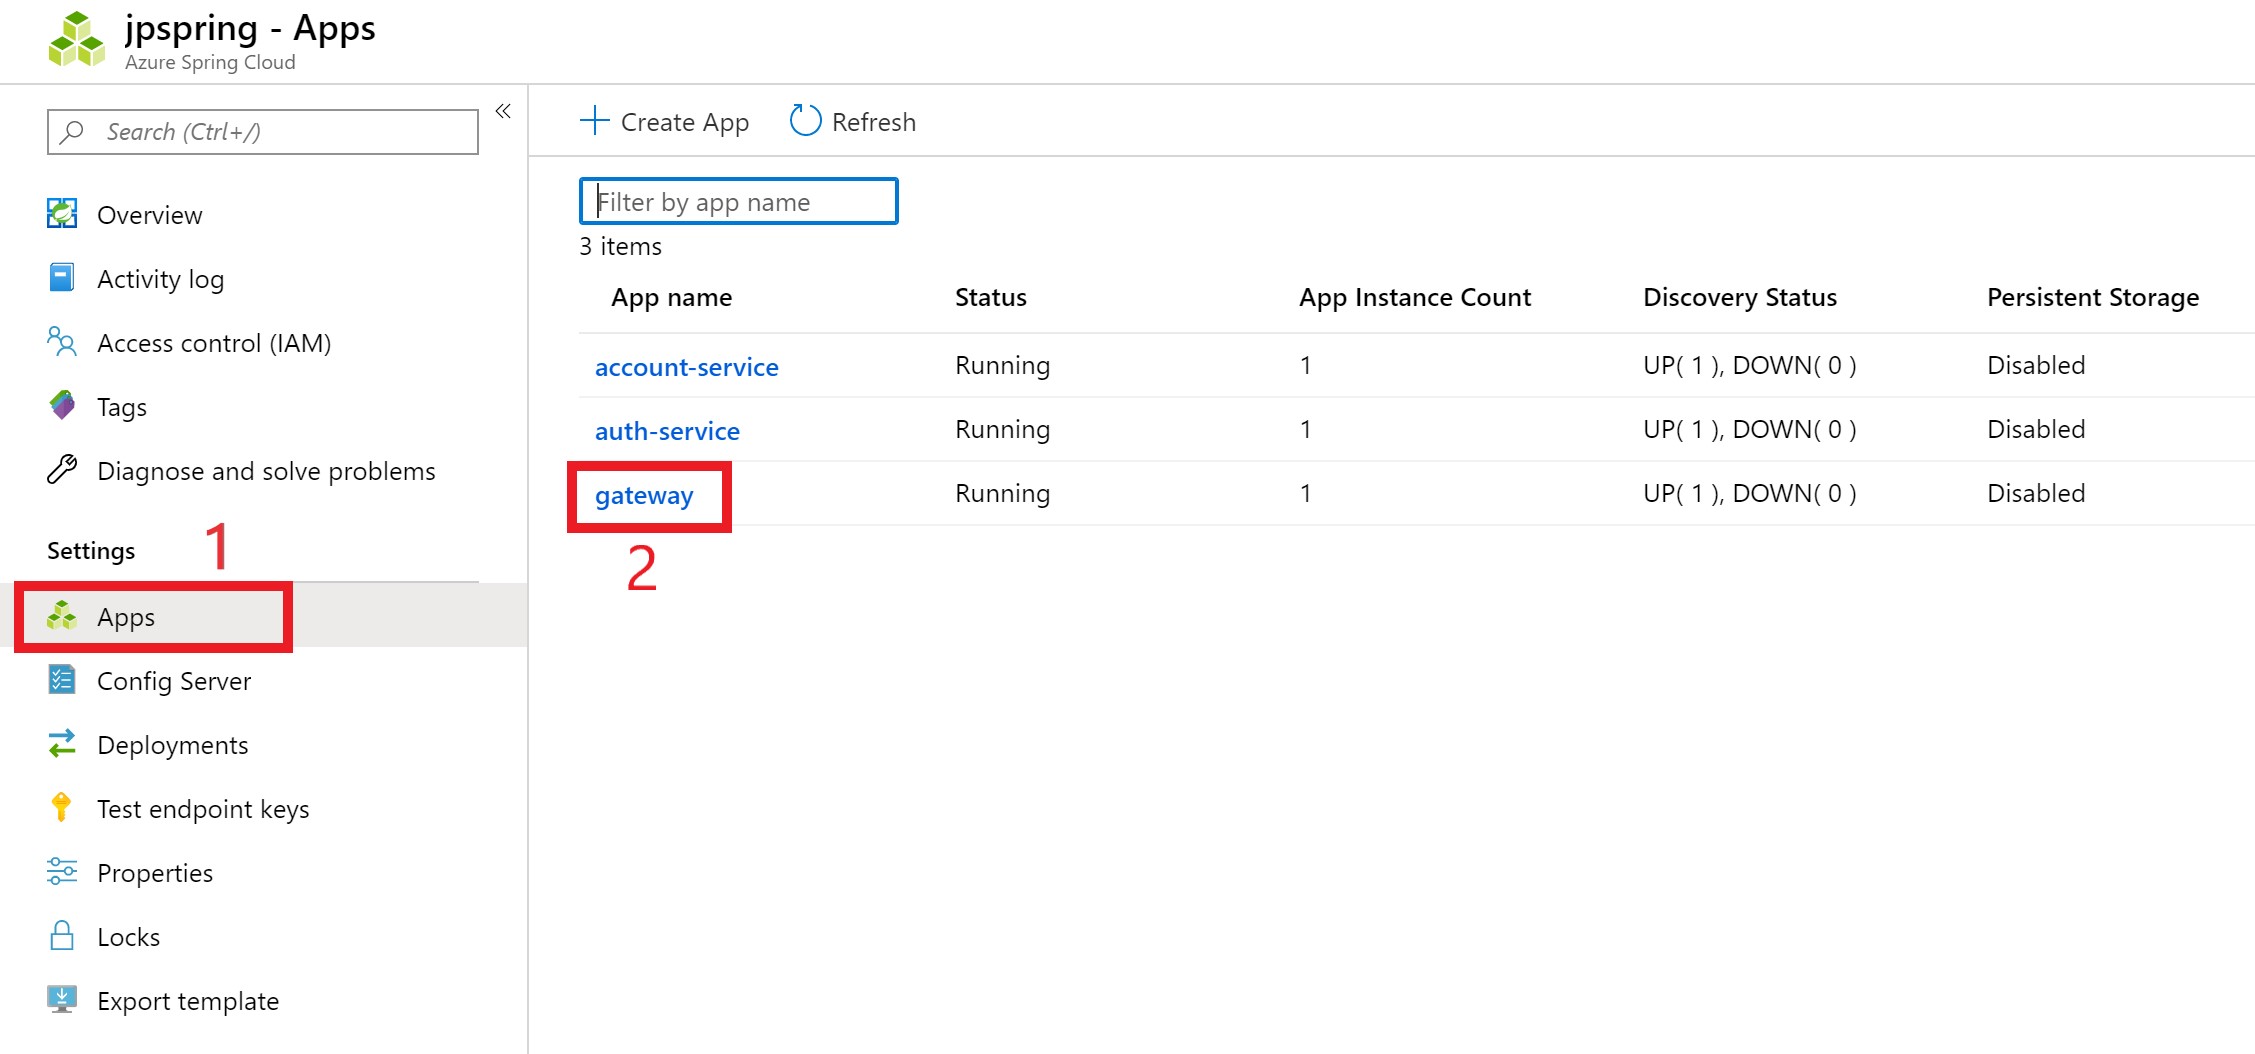 jpspring - Apps
Azure Spring Cloud
Search (Ctrl+/)
«
Overview
Activity log
Access control (IAM)
Tags
Diagnose and solve problems
Settings
1
Apps
Config Server
Deployments
Test endpoint keys
Properties
Locks
Export template
Create App Refresh
Filter by app name
3 items
App name Status App Instance Count Discovery Status Persistent Storage
account-service Running 1 UP( 1 ), DOWN( 0 ) Disabled
auth-service Running 1 UP( 1 ), DOWN( 0 ) Disabled
gateway Running 1 UP( 1 ), DOWN( 0 ) Disabled
2